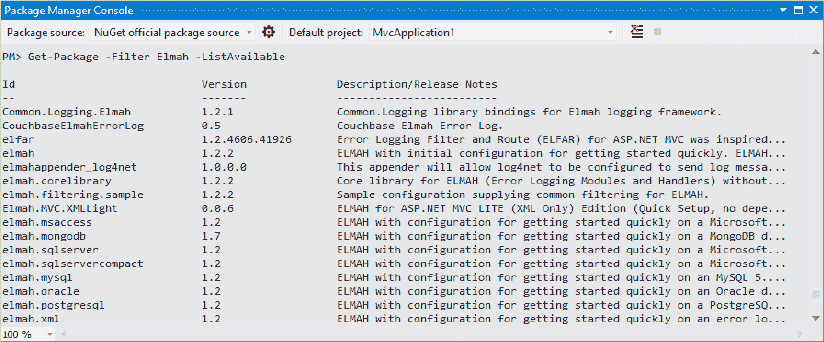 Package Manager Console
Package source: NuGet official package source Default project: MvcApplication1
PM> Get-Package -Filter Elmah -ListAvailable
Id Version Description/Release Notes
-- ------- -------------------------
Common.Logging.Elmah 1.2.1 Common.Logging library bindings for Elmah logging framework.
CouchbaseElmahErrorLog 0.5 Couchbase Elmah Error Log.
elfar 1.2.4606.41926 Error Logging Filter and Route (ELFAR) for ASP.NET MVC was inspired...
elmah 1.2.2 ELMAH with initial configuration for getting started quickly. ELMAH...
elmahappender_log4net 1.0.0.0 This appender will allow log4net to be configured to send log messa...
elmah.corelibrary 1.2.2 Core library for ELMAH (Error Logging Modules and Handlers) without...
elmah.filtering.sample 1.2.2 Sample configuration supplying common filtering for ELMAH.
Elmah.MVC.XMLLight 0.0.6 ELMAH for ASP.NET MVC LITE (XML Only) Edition (Quick Setup, no depe...
elmah.msaccess 1.2 ELMAH with configuration for getting started quickly on a Microsoft...
elmah.mongodb 1.7 ELMAH with configuration for getting started quickly on a MongoDB d...
elmah.sqlserver 1.2 ELMAH with configuration for getting started quickly on a Microsoft...
elmah.sqlservercompact 1.2 ELMAH with configuration for getting started quickly on a Microsoft...
elmah.mysql 1.2 ELMAH with configuration for getting started quickly on an MySQL 5....
elmah.oracle 1.2 ELMAH with configuration for getting started quickly on an Oracle d...
elmah.postgresql 1.2 ELMAH with configuration for getting started quickly on a PostgreSQ...
elmah.xml 1.2 ELMAH with configuration for getting started quickly on an error lo...
100 %